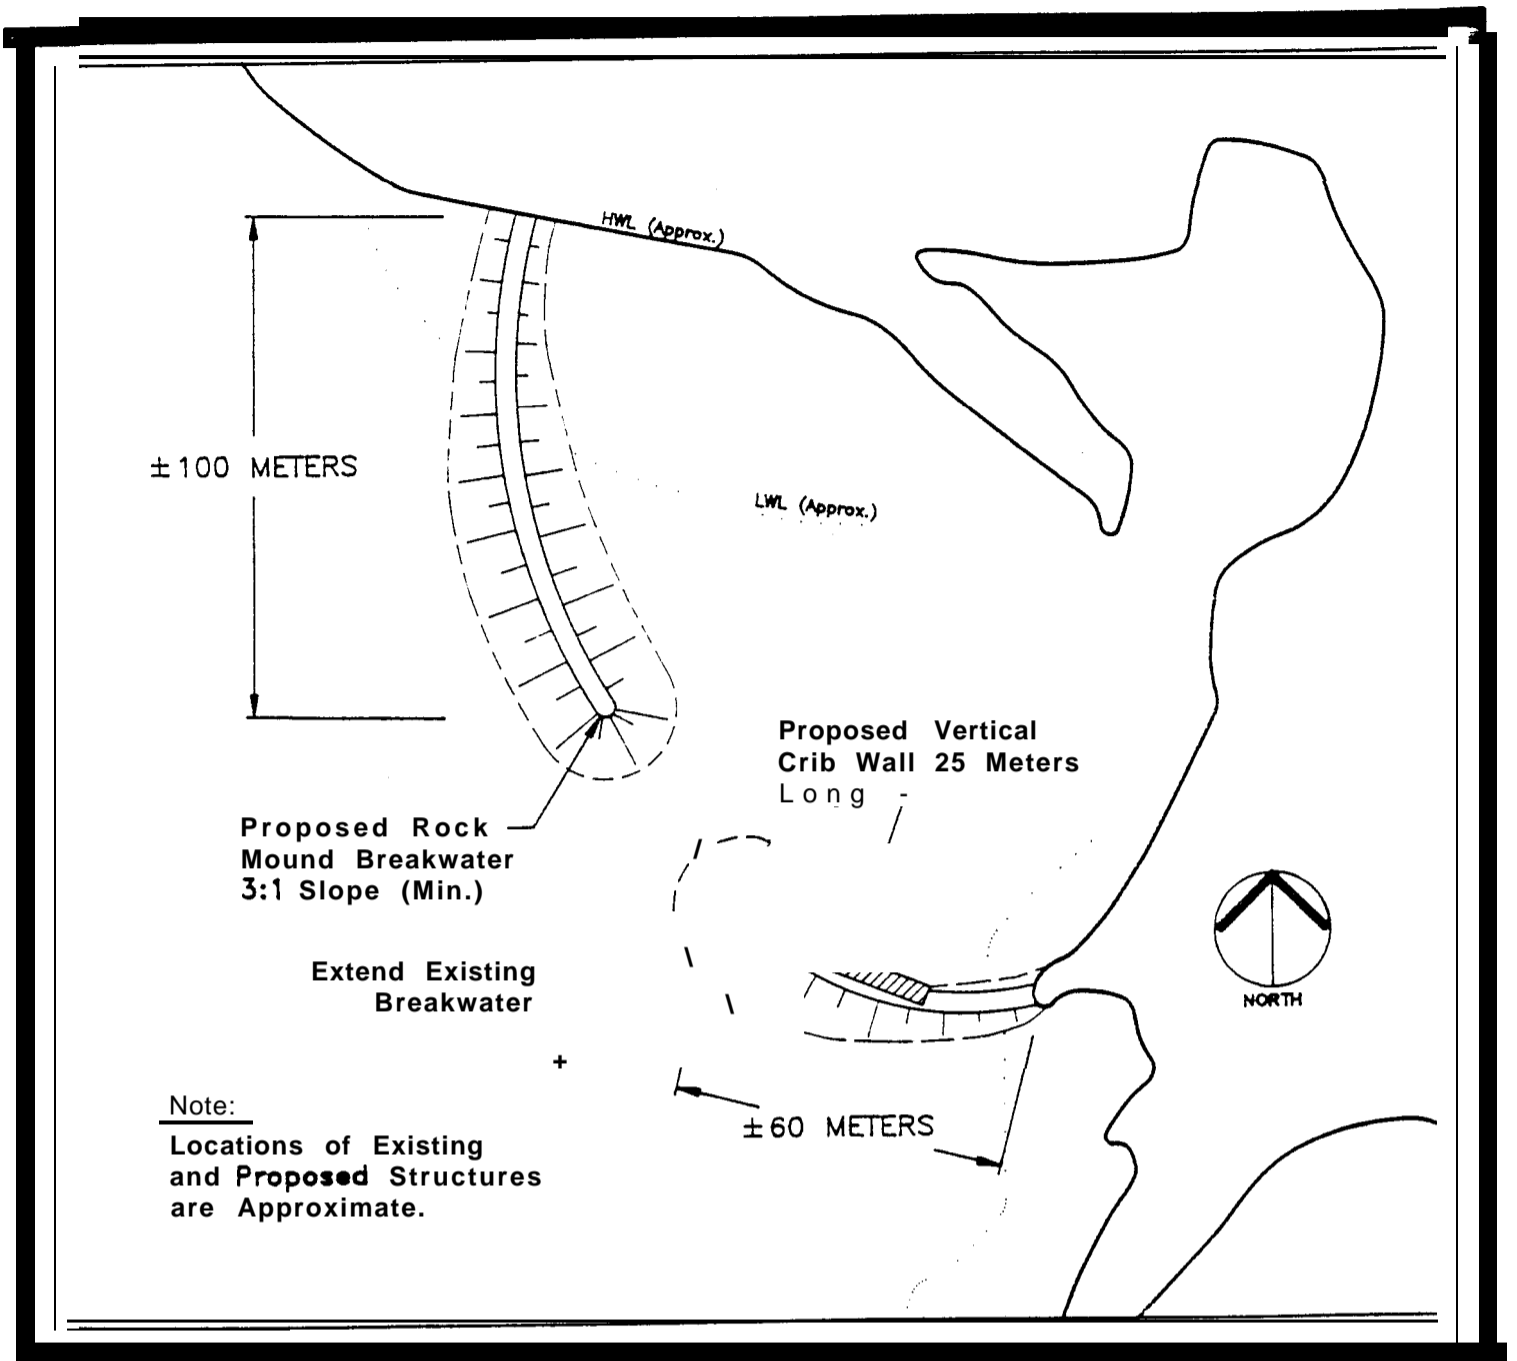 HWL (Approx.)
±100 METERS
LWL (Approx.)
Proposed Vertical
Crib Wall 25 Meters
Long -
Proposed Rock
Mound Breakwater
3:1 Slope (Min.)
Extend Existing
Breakwater
NORTH
+
±60 METERS
Note:
Locations of Existing
and Proposed Structures
are Approximate.